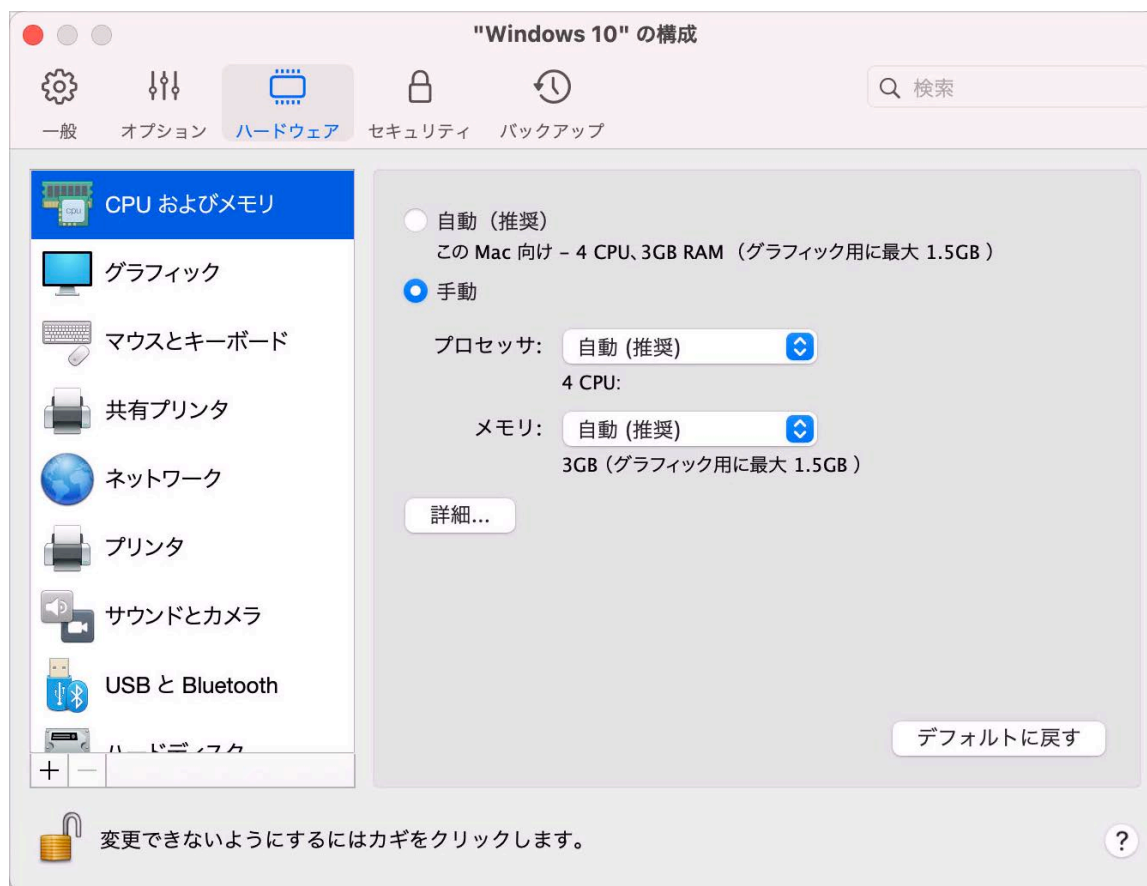 "Windows 10" の構成
一般
オプション
ハードウェア
セキュリティ
バックアップ
検索
CPU およびメモリ
グラフィック
マウスとキーボード
共有プリンタ
ネットワーク
プリンタ
サウンドとカメラ
USB と Bluetooth
ハードディスク
自動（推奨）
この Mac 向け – 4 CPU、3GB RAM （グラフィック用に最大 1.5GB ）
手動
プロセッサ: 自動 (推奨)
4 CPU:
メモリ: 自動 (推奨)
3GB（グラフィック用に最大 1.5GB ）
詳細...
デフォルトに戻す
変更できないようにするにはカギをクリックします。
?